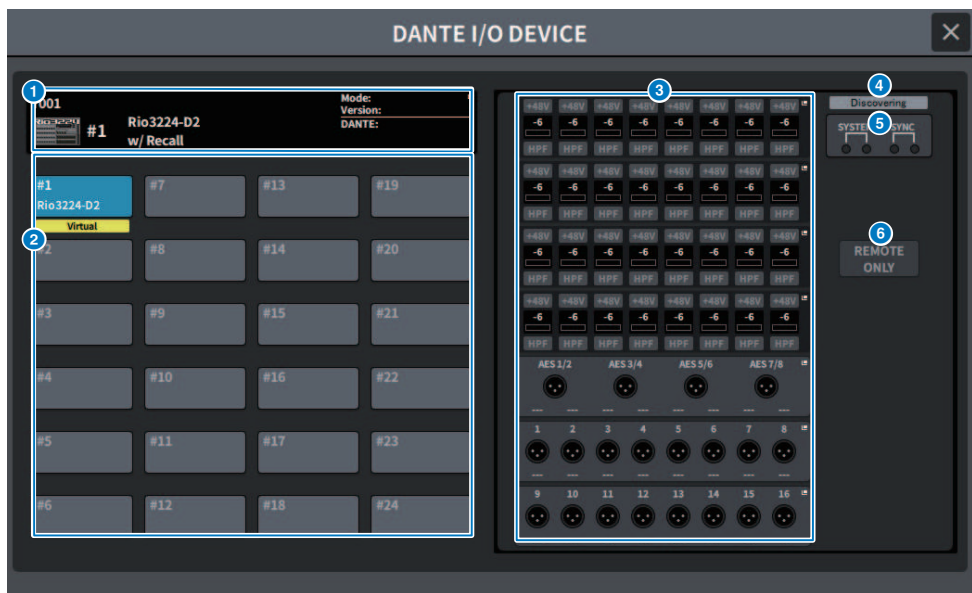 DANTE I/O DEVICE
1
001
Mode:
Version:
#1
Rio3224-D2
w/ Recall
DANTE:
2
#1
Rio3224-D2
Virtual
#7
#13
#19
#2
#8
#14
#20
#3
#9
#15
#21
#4
#10
#16
#22
#5
#11
#17
#23
#6
#12
#18
#24
3
+48V +48V +48V +48V +48V +48V +48V +48V
-6 -6 -6 -6 -6 -6 -6 -6
HPF HPF HPF HPF HPF HPF HPF HPF
+48V +48V +48V +48V +48V +48V +48V +48V
-6 -6 -6 -6 -6 -6 -6 -6
HPF HPF HPF HPF HPF HPF HPF HPF
+48V +48V +48V +48V +48V +48V +48V +48V
-6 -6 -6 -6 -6 -6 -6 -6
HPF HPF HPF HPF HPF HPF HPF HPF
+48V +48V +48V +48V +48V +48V +48V +48V
-6 -6 -6 -6 -6 -6 -6 -6
HPF HPF HPF HPF HPF HPF HPF HPF
AES 1/2 AES 3/4 AES 5/6 AES 7/8
--- --- --- --- --- --- --- ---
1 2 3 4 5 6 7 8
--- --- --- --- --- --- --- ---
9 10 11 12 13 14 15 16
4
Discovering
5
SYSTEM SYNC
6
REMOTE
ONLY